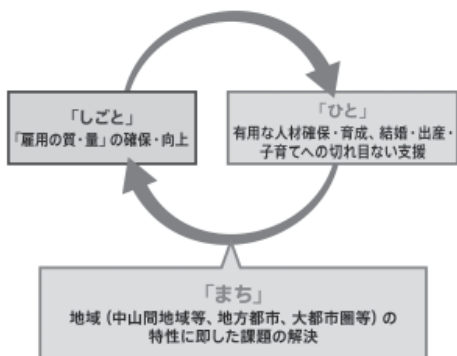 「しごと」
「雇用の質・量」の確保・向上
「ひと」
有用な人材確保・育成、結婚・出産・
子育てへの切れ目ない支援
「まち」
地域（中山間地域等、地方都市、大都市圏等）の
特性に即した課題の解決